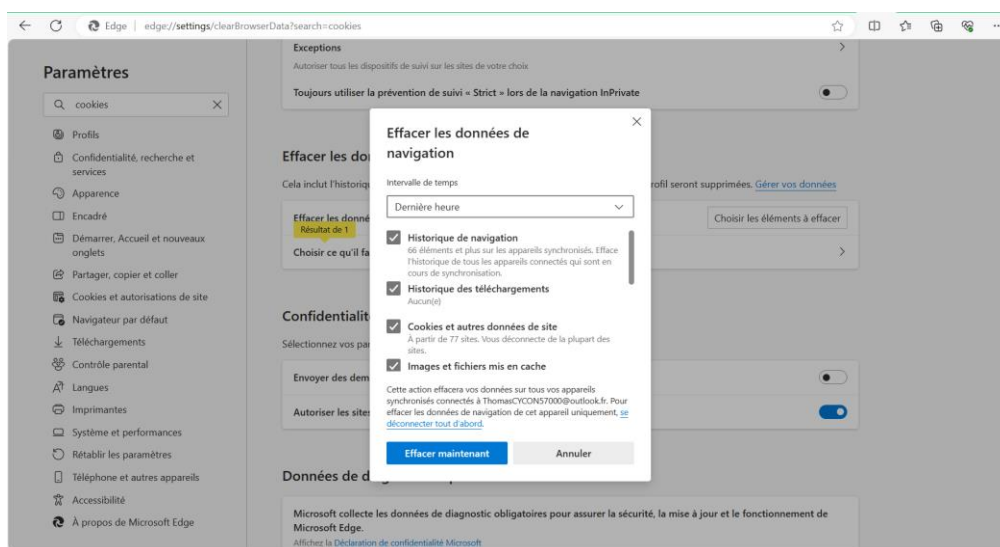 Edge | edge://settings/clearBrowserData?search=cookies
Paramètres
cookies
Profils
Confidentialité, recherche et
services
Apparence
Encadré
Démarrer, Accueil et nouveaux
onglets
Partager, copier et coller
Cookies et autorisations de site
Navigateur par défaut
Téléchargements
Contrôle parental
Langues
Imprimantes
Système et performances
Rétablir les paramètres
Téléphone et autres appareils
Accessibilité
À propos de Microsoft Edge
Exceptions
Autoriser tous les dispositifs de suivi sur les sites de votre choix
Toujours utiliser la prévention de suivi « Strict » lors de la navigation InPrivate
Effacer les do
Cela inclut l'historiq
rofil seront supprimées. Gérer vos données
Effacer les donné
Choisir les éléments à effacer
Résultat de 1
Choisir ce qu'il fa
Confidentialit
Sélectionnez vos par
Envoyer des dem
Autoriser les sites
Données de d
Microsoft collecte les données de diagnostic obligatoires pour assurer la sécurité, la mise à jour et le fonctionnement de
Microsoft Edge.
Affichez la Déclaration de confidentialité Microsoft
Effacer les données de
navigation
Intervalle de temps
Dernière heure
Historique de navigation
66 éléments et plus sur les appareils synchronisés. Efface
l'historique de tous les appareils connectés qui sont en
cours de synchronisation.
Historique des téléchargements
Aucun(e)
Cookies et autres données de site
À partir de 77 sites. Vous déconnecte de la plupart des
sites.
Images et fichiers mis en cache
Cette action effacera vos données sur tous vos appareils
synchronisés connectés à ThomasCYCON57000@outlook.fr. Pour
effacer les données de navigation de cet appareil uniquement, se
déconnecter tout d'abord.
Effacer maintenant
Annuler